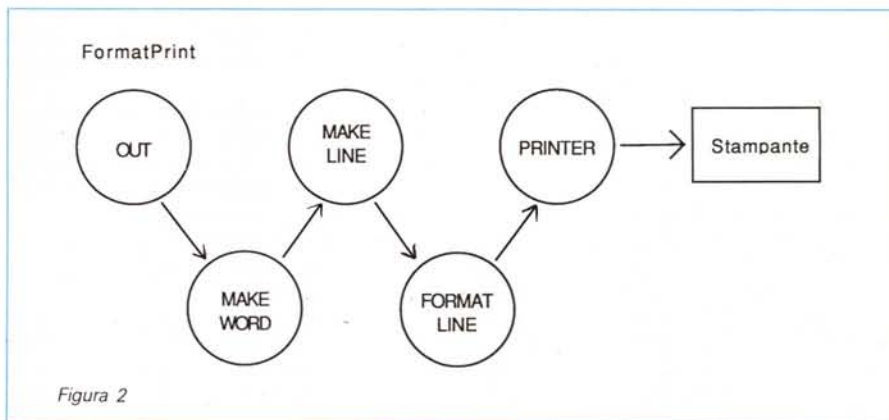 FormatPrint
OUT
MAKE
WORD
MAKE
LINE
FORMAT
LINE
PRINTER
Stampante
Figura 2